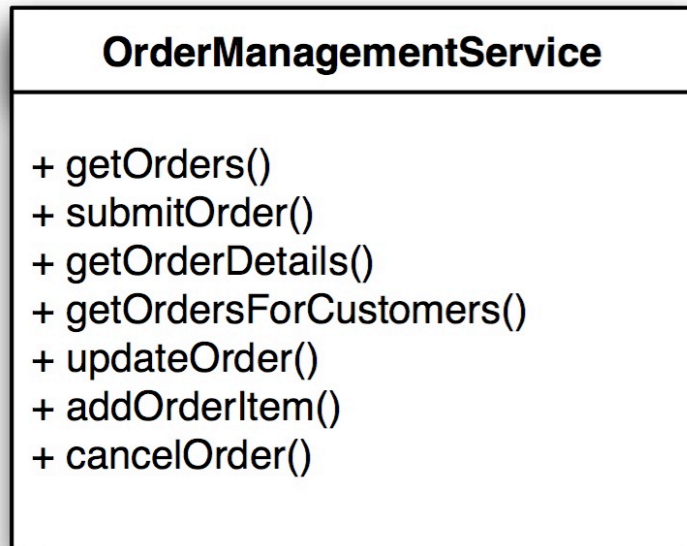 OrderManagementService
+ getOrders()
+ submitOrder()
+ getOrderDetails()
+ getOrdersForCustomers()
+ updateOrder()
+ addOrderItem()
+ cancelOrder()